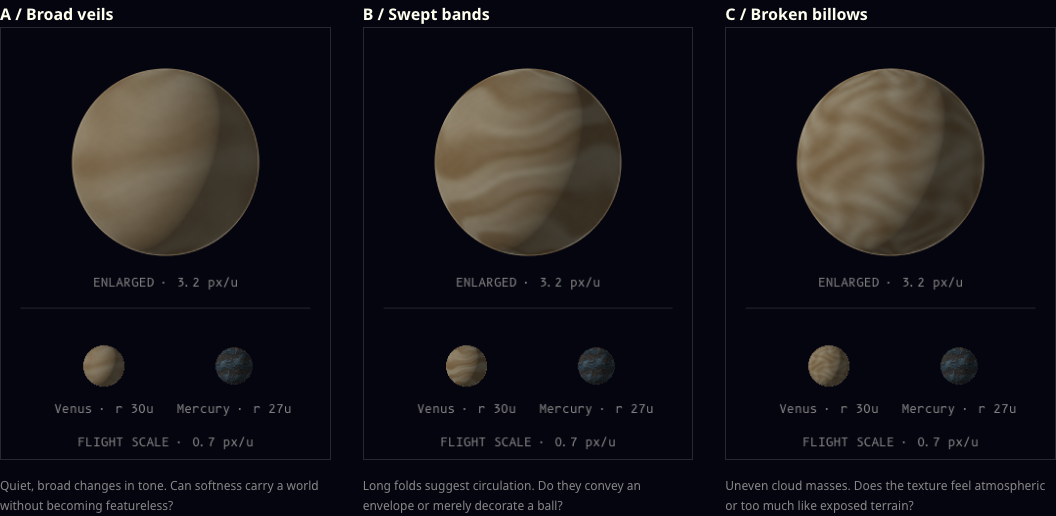 A / Broad veils
ENLARGED · 3.2 px/u
Venus · r 30u Mercury · r 27u
FLIGHT SCALE · 0.7 px/u
Quiet, broad changes in tone. Can softness carry a world
without becoming featureless?
B / Swept bands
ENLARGED · 3.2 px/u
Venus · r 30u Mercury · r 27u
FLIGHT SCALE · 0.7 px/u
Long folds suggest circulation. Do they convey an
envelope or merely decorate a ball?
C / Broken billows
ENLARGED · 3.2 px/u
Venus · r 30u Mercury · r 27u
FLIGHT SCALE · 0.7 px/u
Uneven cloud masses. Does the texture feel atmospheric
or too much like exposed terrain?